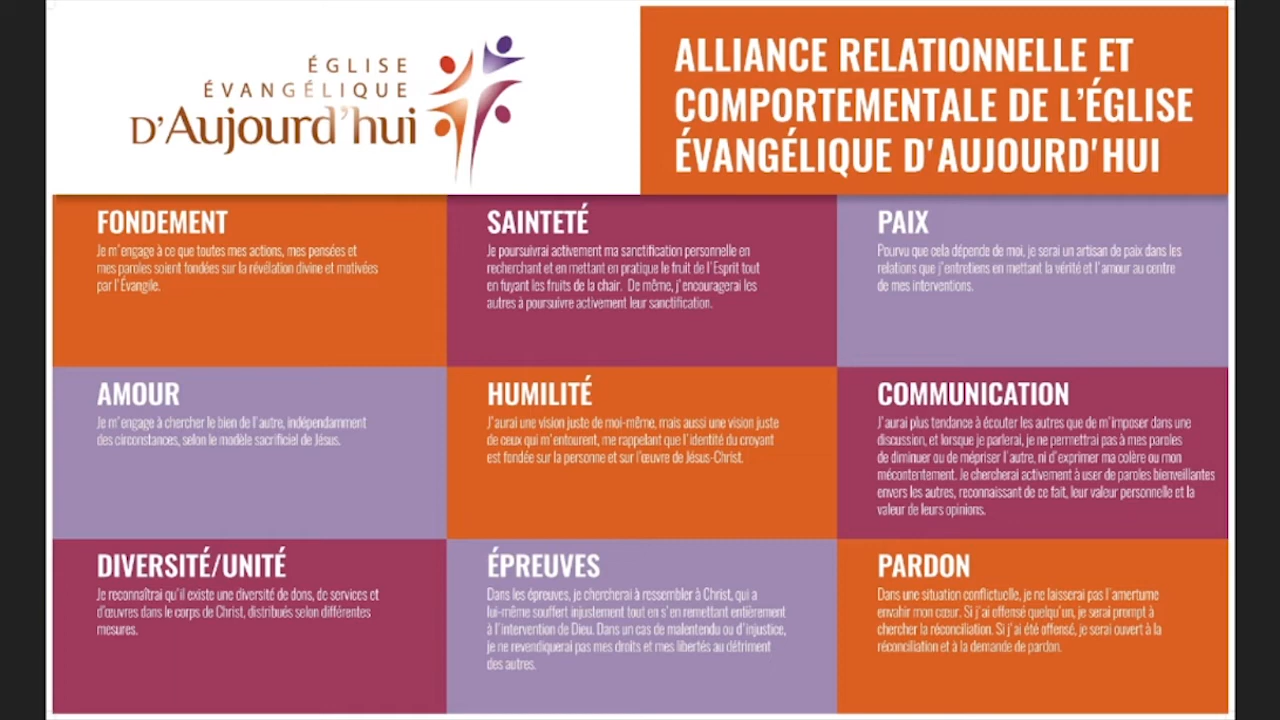 ÉGLISE
ÉVANGÉLIQUE
D'Aujourd'hui
ALLIANCE RELATIONNELLE ET
COMPORTEMENTALE DE L'ÉGLISE
ÉVANGÉLIQUE D'AUJOURD'HUI
FONDEMENT
Je m'engage à ce que toutes mes actions, mes pensées et
mes paroles soient fondées sur la révélation divine et motivées
par l'Évangile.
SAINTETÉ
Je poursuivrai activement ma sanctification personnelle en
recherchant et en mettant en pratique le fruit de l'Esprit tout
en fuyant les fruits de la chair. De même, j'encouragerai les
autres à poursuivre activement leur sanctification.
PAIX
Pourvu que cela dépende de moi, je serai un artisan de paix dans les
relations que j'entretiens en mettant la vérité et l'amour au centre
de mes interventions.
AMOUR
Je m'engage à chercher le bien de l'autre, indépendamment
des circonstances, selon le modèle sacrificiel de Jésus.
HUMILITÉ
J'aurai une vision juste de moi-même, mais aussi une vision juste
de ceux qui m'entourent, me rappelant que l'identité du croyant
est fondée sur la personne et sur l'œuvre de Jésus-Christ.
COMMUNICATION
J'aurai plus tendance à écouter les autres que de m'imposer dans une
discussion, et lorsque je parlerai, je ne permettrai pas à mes paroles
de diminuer ou de mépriser l'autre, ni d'exprimer ma colère ou mon
mécontentement. Je chercherai activement à user de paroles bienveillantes
envers les autres, reconnaissant de ce fait, leur valeur personnelle et la
valeur de leurs opinions.
DIVERSITÉ/UNITÉ
Je reconnaîtrai qu'il existe une diversité de dons, de services et
d'œuvres dans le corps de Christ, distribués selon différentes
mesures.
ÉPREUVES
Dans les épreuves, je chercherai à ressembler à Christ, qui a
lui-même souffert injustement tout en s'en remettant entièrement
à l'intervention de Dieu. Dans un cas de malentendu ou d'injustice,
je ne revendiquerai pas mes droits et mes libertés au détriment
des autres.
PARDON
Dans une situation conflictuelle, je ne laisserai pas l'amertume
envahir mon cœur. Si j'ai offensé quelqu'un, je serai prompt à
chercher la réconciliation. Si j'ai été offensé, je serai ouvert à la
réconciliation et à la demande de pardon.